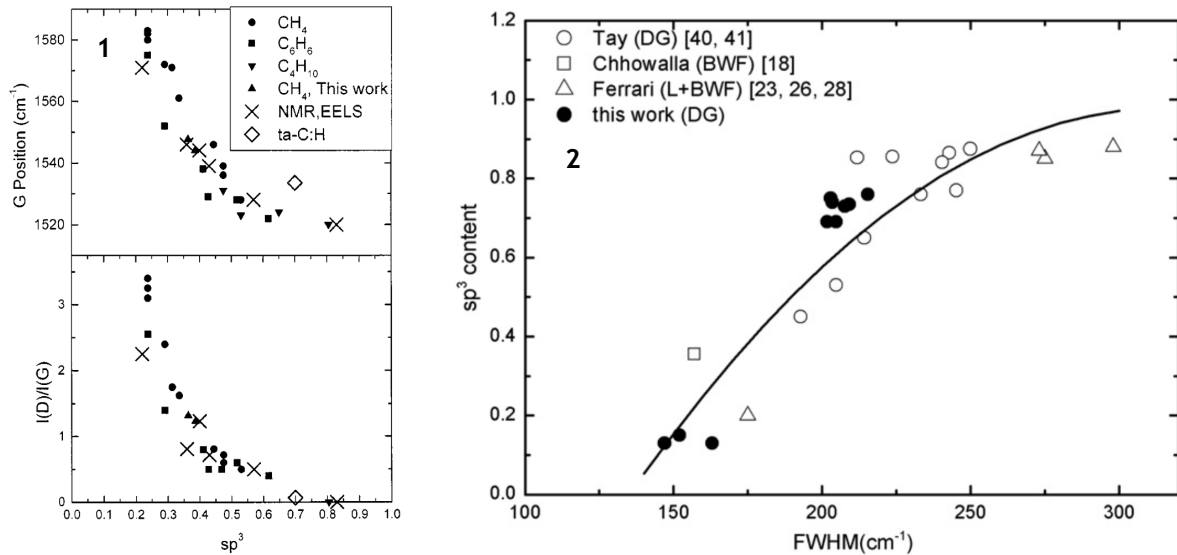 1
1580
1560
1540
1520
G Position (cm⁻¹)
CH₄
C₆H₆
C₄H₁₀
CH₄, This work
NMR,EELS
ta-C:H
3
2
1
0
I(D)/I(G)
0.0 0.1 0.2 0.3 0.4 0.5 0.6 0.7 0.8 0.9 1.0
sp³
2
Tay (DG) [40, 41]
Chhowalla (BWF) [18]
Ferrari (L+BWF) [23, 26, 28]
this work (DG)
1.2
1.0
0.8
0.6
0.4
0.2
0.0
sp³ content
100 150 200 250 300
FWHM(cm⁻¹)